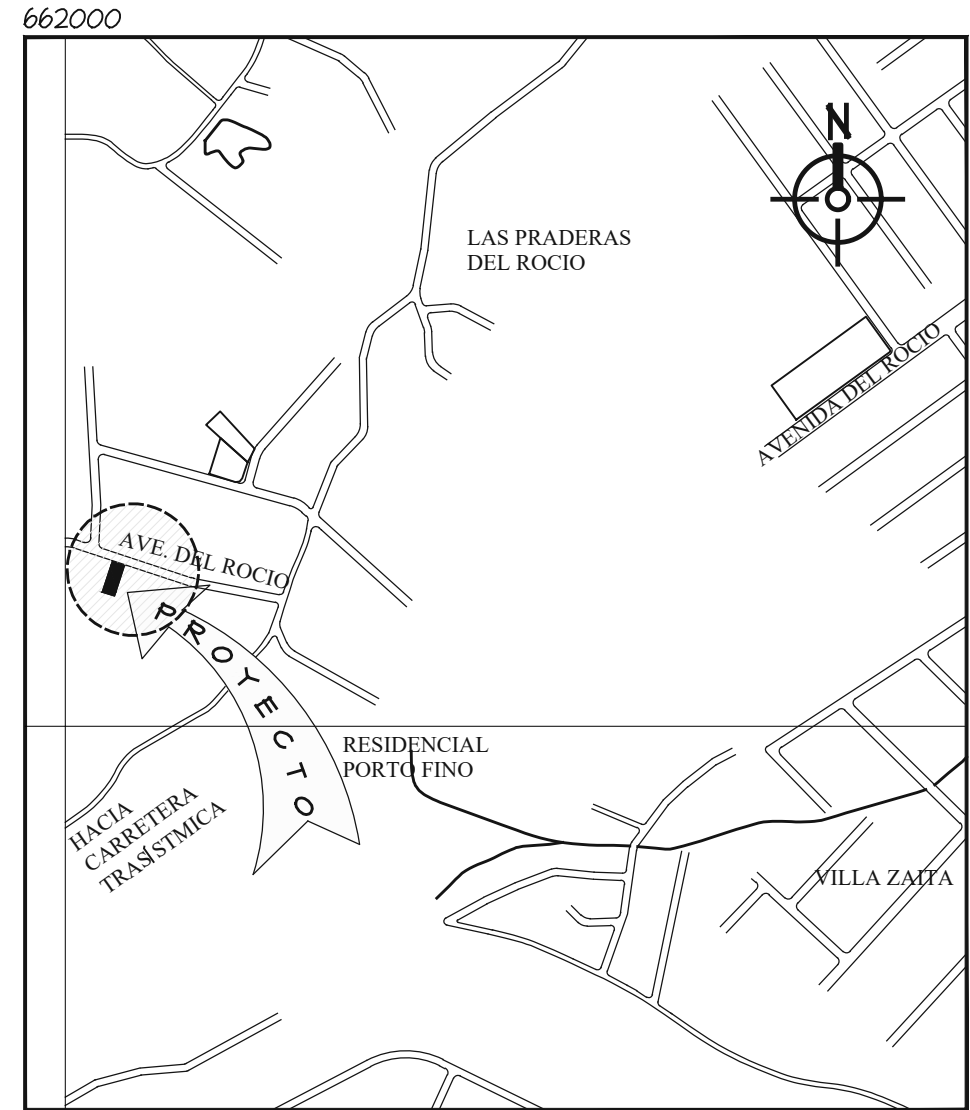 662000
N
LAS PRADERAS
DEL ROCIO
AVENIDA DEL ROCIO
AVE. DEL ROCIO
PROYECTO
RESIDENCIAL
PORTO FINO
HACIA
CARRETERA
TRASÍSTMICA
VILLA ZAITA